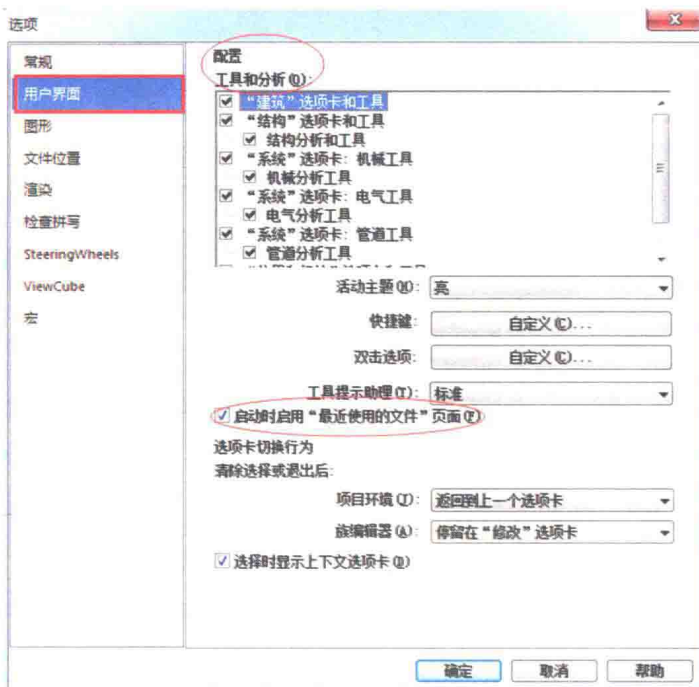 选项
常规
用户界面
图形
文件位置
渲染
检查拼写
SteeringWheels
ViewCube
宏
配置
工具和分析(O):
“建筑”选项卡和工具
“结构”选项卡和工具
结构分析和工具
“系统”选项卡: 机械工具
机械分析工具
“系统”选项卡: 电气工具
电气分析工具
“系统”选项卡: 管道工具
管道分析工具
活动主题(H): 亮
快捷键: 自定义(C)...
双击选项: 自定义(C)...
工具提示助理(T): 标准
启动时启用“最近使用的文件”页面(F)
选项卡切换行为
清除选择或退出后:
项目环境(J): 返回到上一个选项卡
族编辑器(A): 停留在“修改”选项卡
选择时显示上下文选项卡(D)
确定 取消 帮助